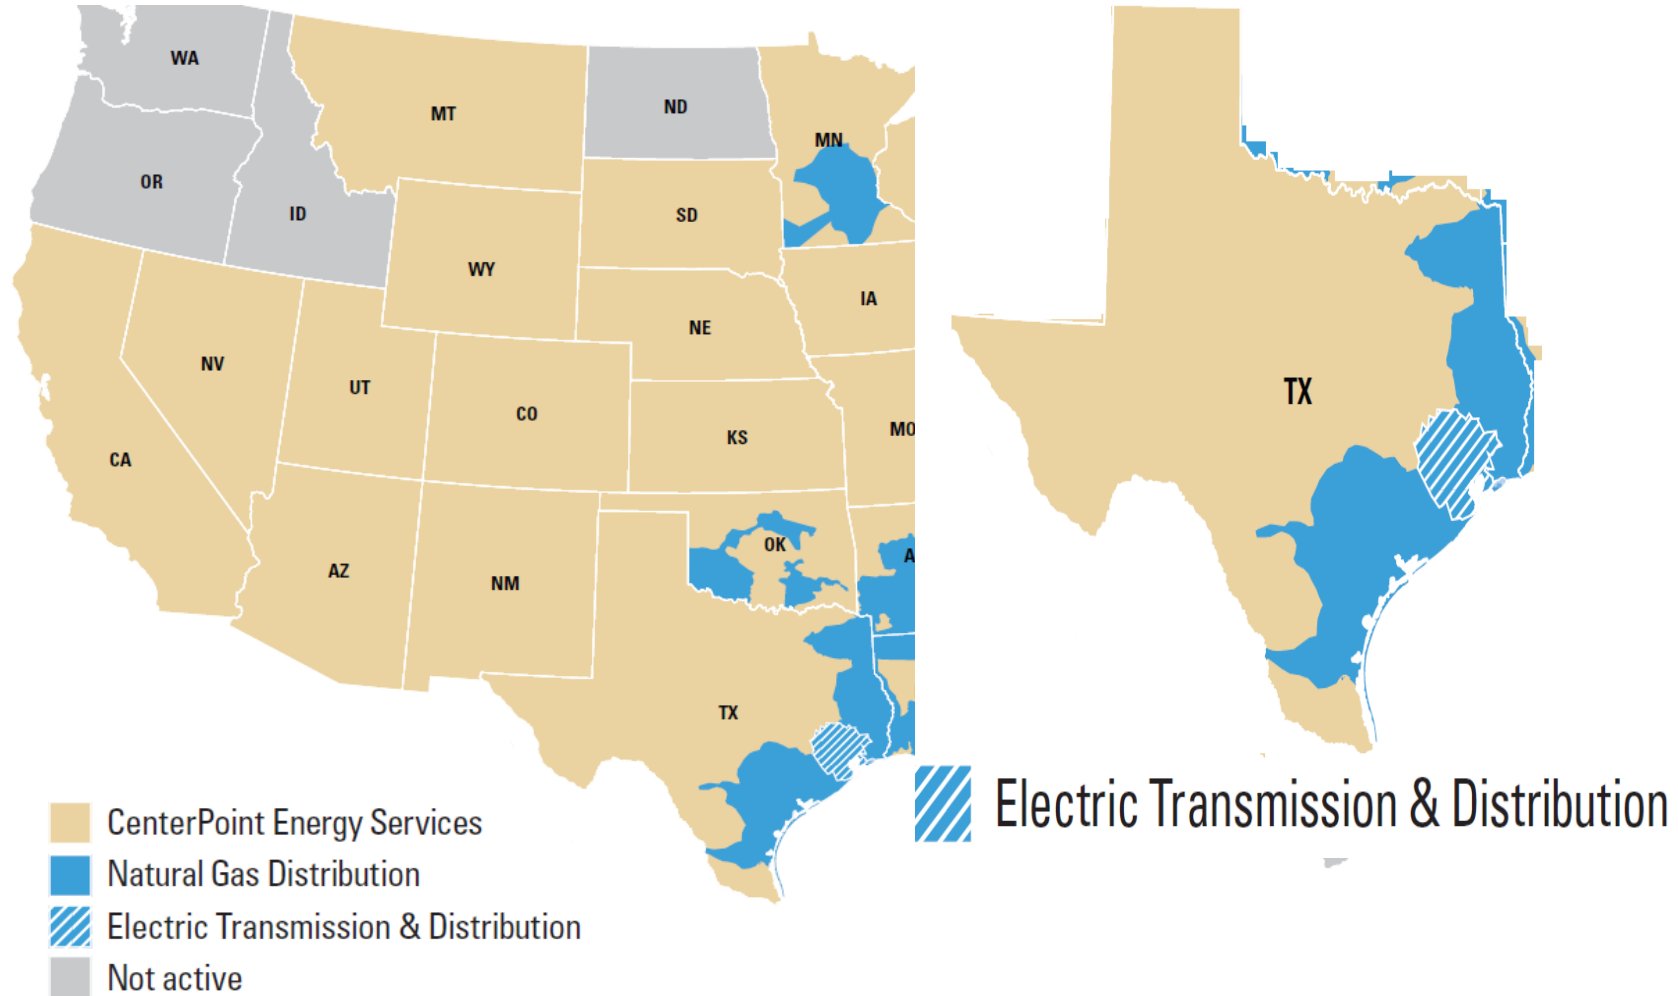 WA
MT
ND
MN
OR
ID
SD
WY
IA
NE
NV
UT
CO
KS
MO
CA
OK
A
AZ
NM
TX
CenterPoint Energy Services
Natural Gas Distribution
Electric Transmission & Distribution
Not active
TX
Electric Transmission & Distribution